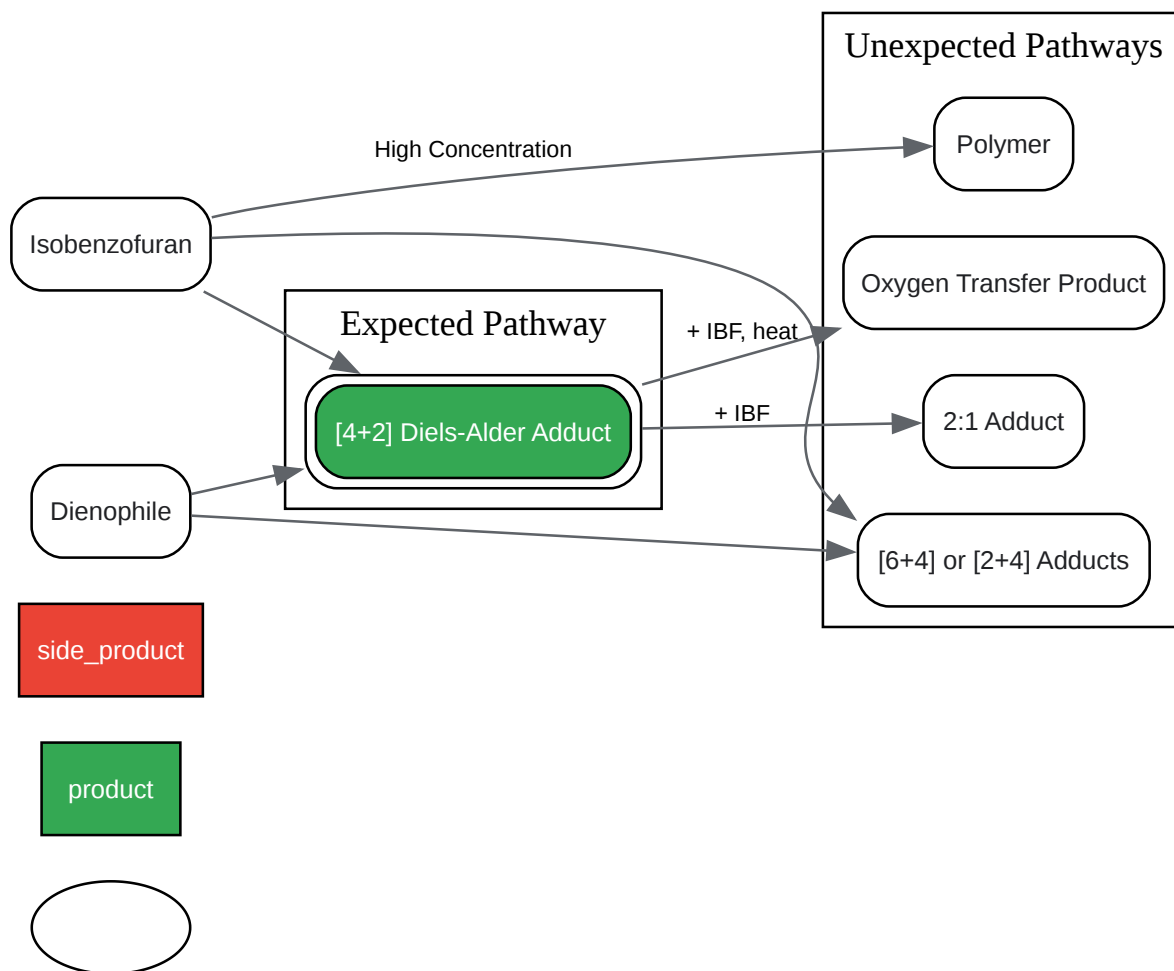 Unexpected Pathways
Polymer
High Concentration
Isobenzofuran
Oxygen Transfer Product
Expected Pathway
+ IBF, heat
[4+2] Diels-Alder Adduct
+ IBF
2:1 Adduct
Dienophile
[6+4] or [2+4] Adducts
side_product
product